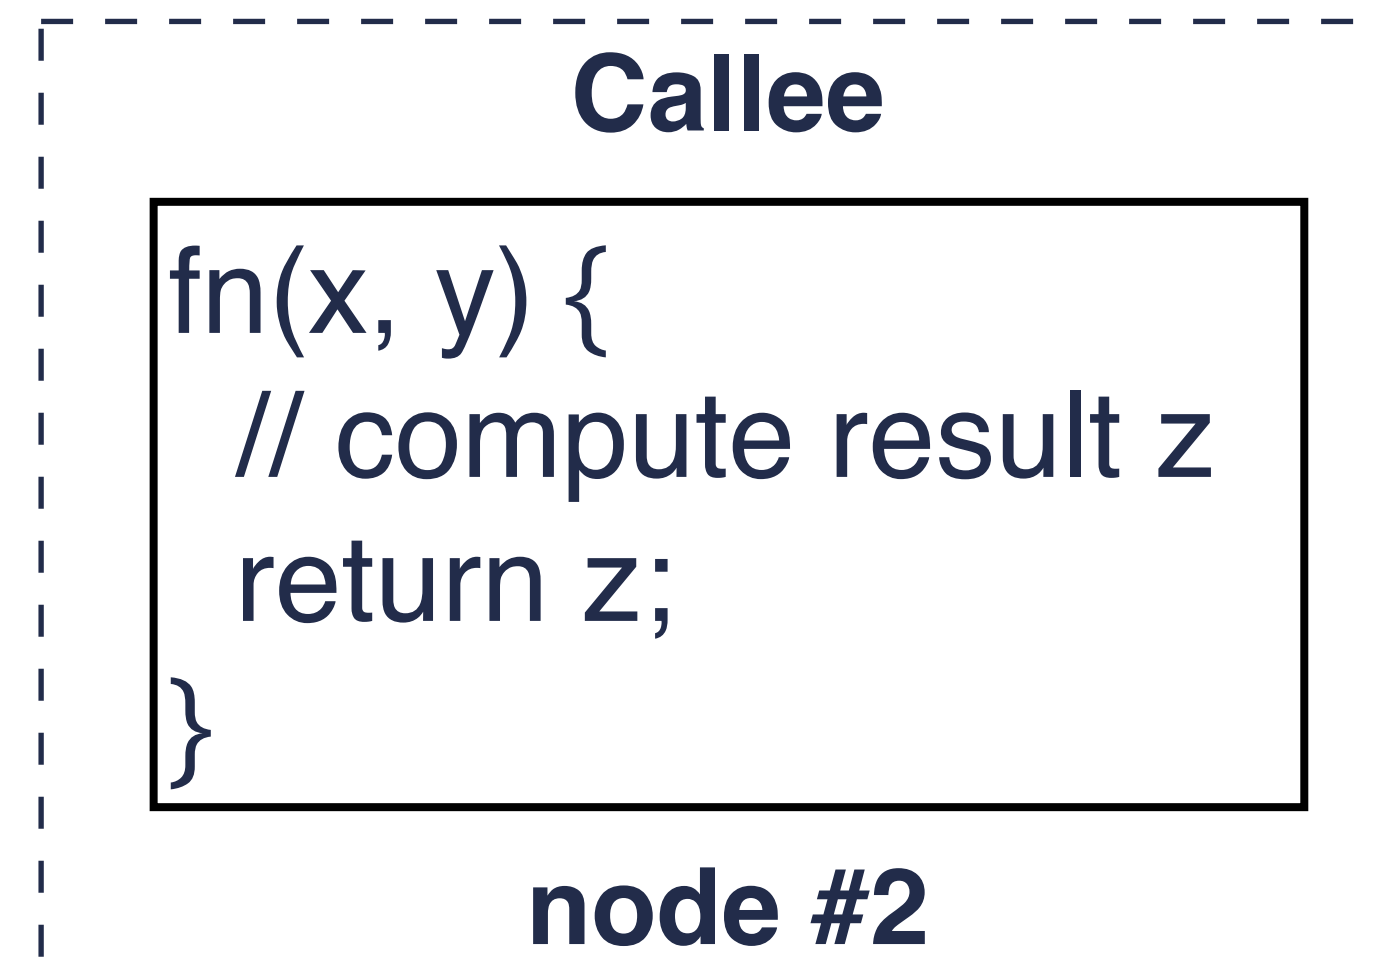 Callee
fn(x, y) {
// compute result z
return z;
}
node #2